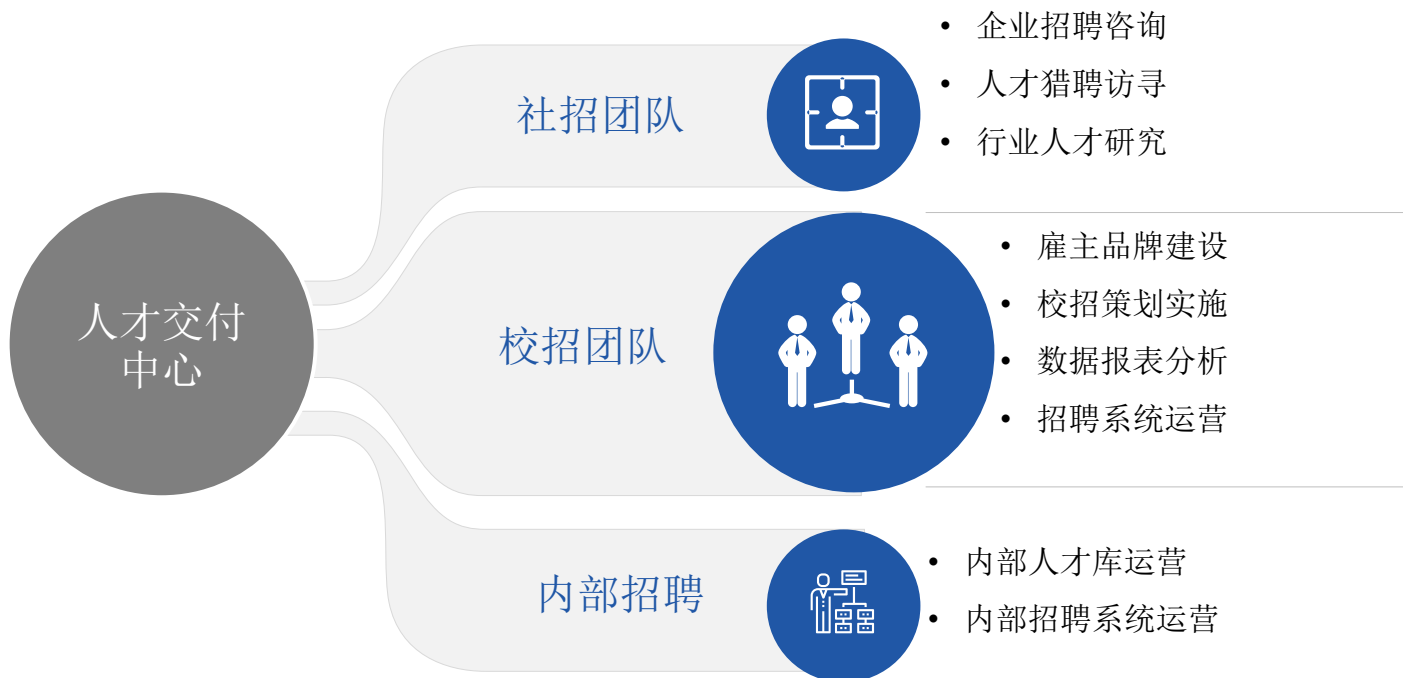 人才交付
中心
社招团队
• 企业招聘咨询
• 人才猎聘访寻
• 行业人才研究
校招团队
• 雇主品牌建设
• 校招策划实施
• 数据报表分析
• 招聘系统运营
内部招聘
• 内部人才库运营
• 内部招聘系统运营